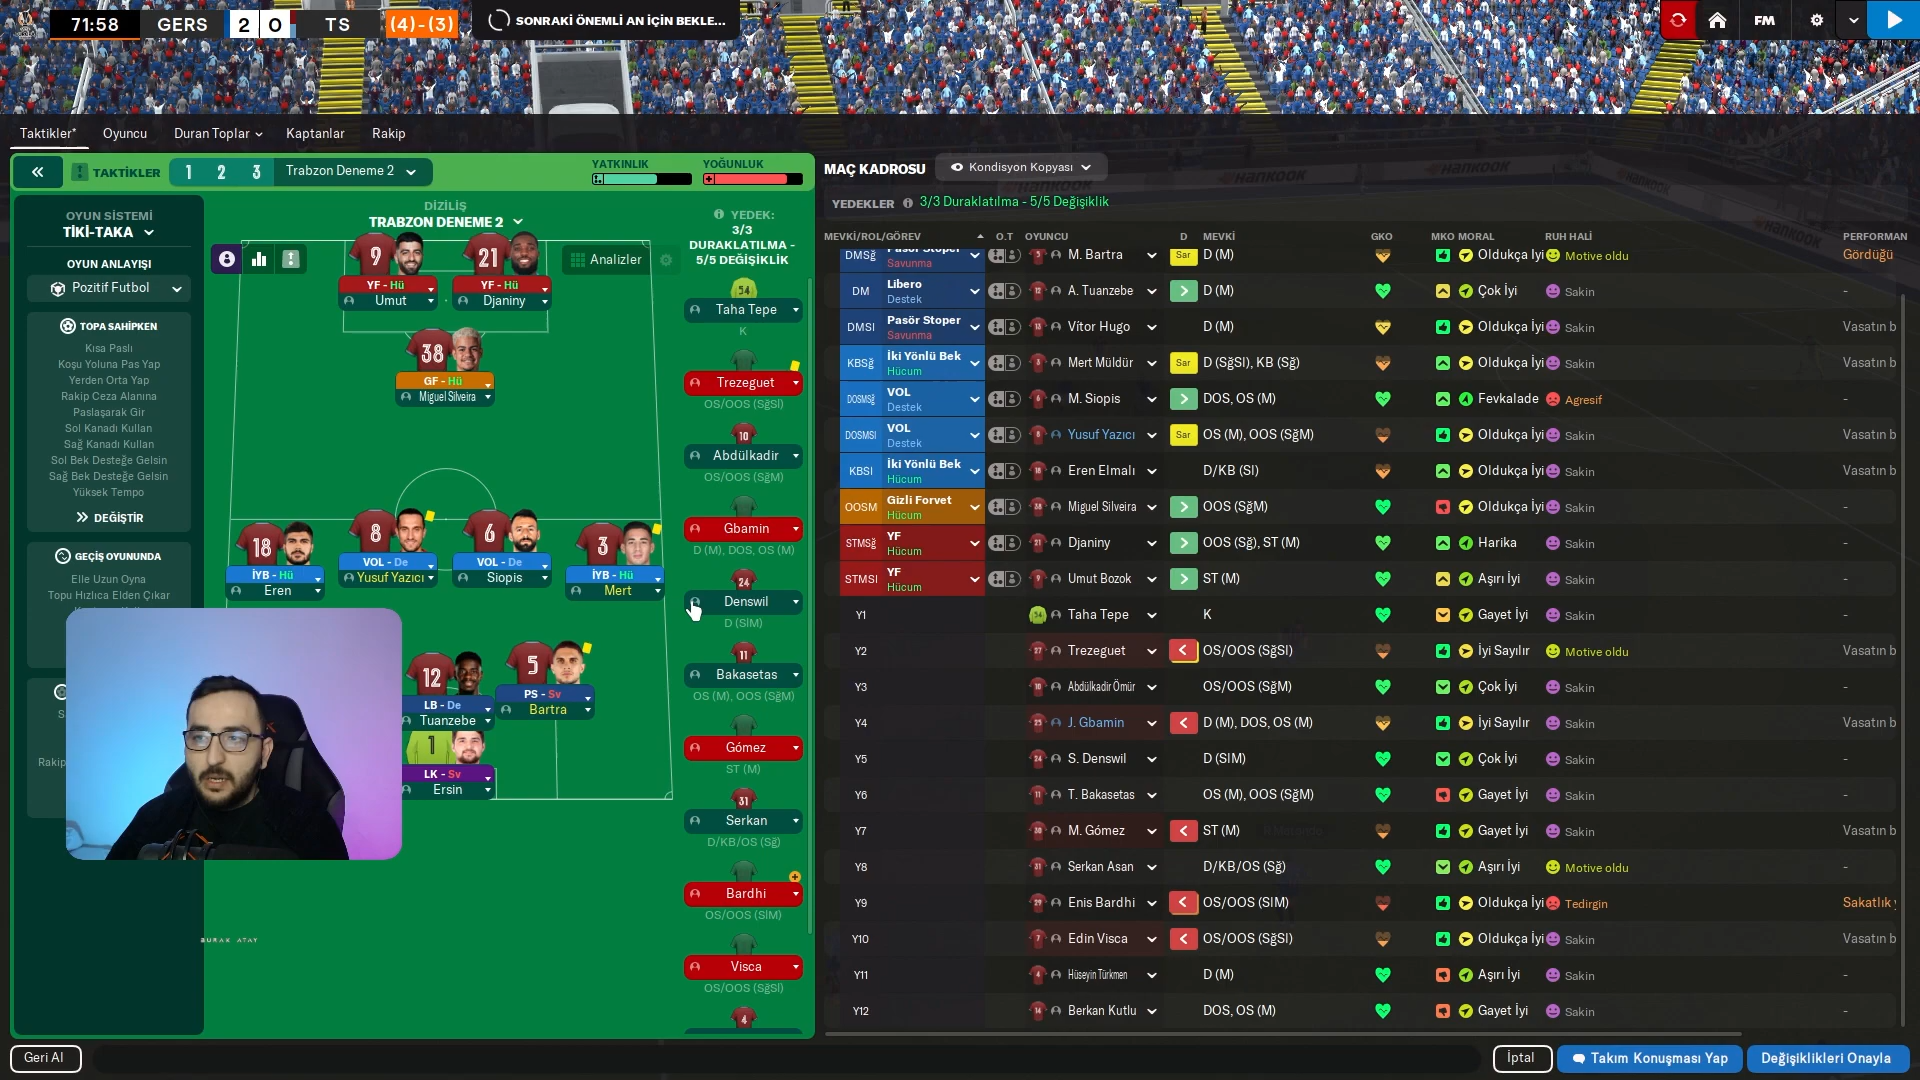 71:58 GERS 2 0 TS (4)-(3)
SONRAKİ ÖNEMLİ AN İÇİN BEKLE...
FM
Taktikler* Oyuncu Duran Toplar Kaptanlar Rakip
TAKTİKLER 1 2 3 Trabzon Deneme 2
YATKINLIK YOĞUNLUK
OYUN SİSTEMİ
TİKİ-TAKA
OYUN ANLAYIŞI
Pozitif Futbol
TOPA SAHİPKEN
Kısa Paslı
Koşu Yoluna Pas Yap
Yerden Orta Yap
Rakip Ceza Alanına
Paslaşarak Gir
Sol Kanadı Kullan
Sağ Kanadı Kullan
Sol Bek Desteğe Gelsin
Sağ Bek Desteğe Gelsin
Yüksek Tempo
DEĞİŞTİR
GEÇİŞ OYUNUNDA
Elle Uzun Oyna
Topu Hızlıca Elden Çıkar
DİZİLİŞ
TRABZON DENEME 2
Analizler
9 21
YF - Hü YF - Hü
Umut Djaniny
38
GF - Hü
Miguel Silveira
18 8 6 3
İYB - Hü VOL - De VOL - De İYB - Hü
Eren Yusuf Yazıcı Siopis Mert
12 5
LB - De PS - Sv
Tuanzebe Bartra
1
LK - Sv
Ersin
BURAK ATAY
YEDEK:
3/3
DURAKLATILMA -
5/5 DEĞİŞİKLİK
54
Taha Tepe
K
Trezeguet
OS/OOS (SğSl)
10
Abdülkadir
OS/OOS (SğM)
Gbamin
D (M), DOS, OS (M)
24
Denswil
D (SlM)
11
Bakasetas
OS (M), OOS (SğM)
Gómez
ST (M)
31
Serkan
D/KB/OS (Sğ)
Bardhi
OS/OOS (SlM)
Visca
OS/OOS (SğSl)
4
MAÇ KADROSU Kondisyon Kopyası
YEDEKLER 3/3 Duraklatılma - 5/5 Değişiklik
MEVKİ/ROL/GÖREV O.T OYUNCU D MEVKİ GKO MKO MORAL RUH HALİ PERFORMAN
DMSğ Pasör Stoper Savunma M. Bartra Sar D (M) Oldukça İyi Motive oldu Gördüğü
DM Libero Destek A. Tuanzebe D (M) Çok İyi Sakin -
DMSl Pasör Stoper Savunma Vítor Hugo D (M) Oldukça İyi Sakin Vasatın b
KBSğ İki Yönlü Bek Hücum Mert Müldür Sar D (SğSl), KB (Sğ) Oldukça İyi Sakin Vasatın b
DOSMSğ VOL Destek M. Siopis DOS, OS (M) Fevkalade Agresif -
DOSMSl VOL Destek Yusuf Yazıcı Sar OS (M), OOS (SğM) Oldukça İyi Sakin Vasatın b
KBSl İki Yönlü Bek Hücum Eren Elmalı D/KB (Sl) Oldukça İyi Sakin Vasatın b
OOSM Gizli Forvet Hücum Miguel Silveira OOS (SğM) Oldukça İyi Sakin -
STMSğ YF Hücum Djaniny OOS (Sğ), ST (M) Harika Sakin -
STMSl YF Hücum Umut Bozok ST (M) Aşırı İyi Sakin -
Y1 Taha Tepe K Gayet İyi Sakin -
Y2 Trezeguet OS/OOS (SğSl) İyi Sayılır Motive oldu Vasatın b
Y3 Abdülkadir Ömür OS/OOS (SğM) Çok İyi Sakin -
Y4 J. Gbamin D (M), DOS, OS (M) İyi Sayılır Sakin Vasatın b
Y5 S. Denswil D (SlM) Çok İyi Sakin -
Y6 T. Bakasetas OS (M), OOS (SğM) Gayet İyi Sakin -
Y7 M. Gómez ST (M) Gayet İyi Sakin Vasatın b
Y8 Serkan Asan D/KB/OS (Sğ) Aşırı İyi Motive oldu -
Y9 Enis Bardhi OS/OOS (SlM) Oldukça İyi Tedirgin Sakatlık
Y10 Edin Visca OS/OOS (SğSl) Oldukça İyi Sakin Vasatın b
Y11 Hüseyin Türkmen D (M) Aşırı İyi Sakin -
Y12 Berkan Kutlu DOS, OS (M) Gayet İyi Sakin -
Geri Al İptal Takım Konuşması Yap Değişiklikleri Onayla